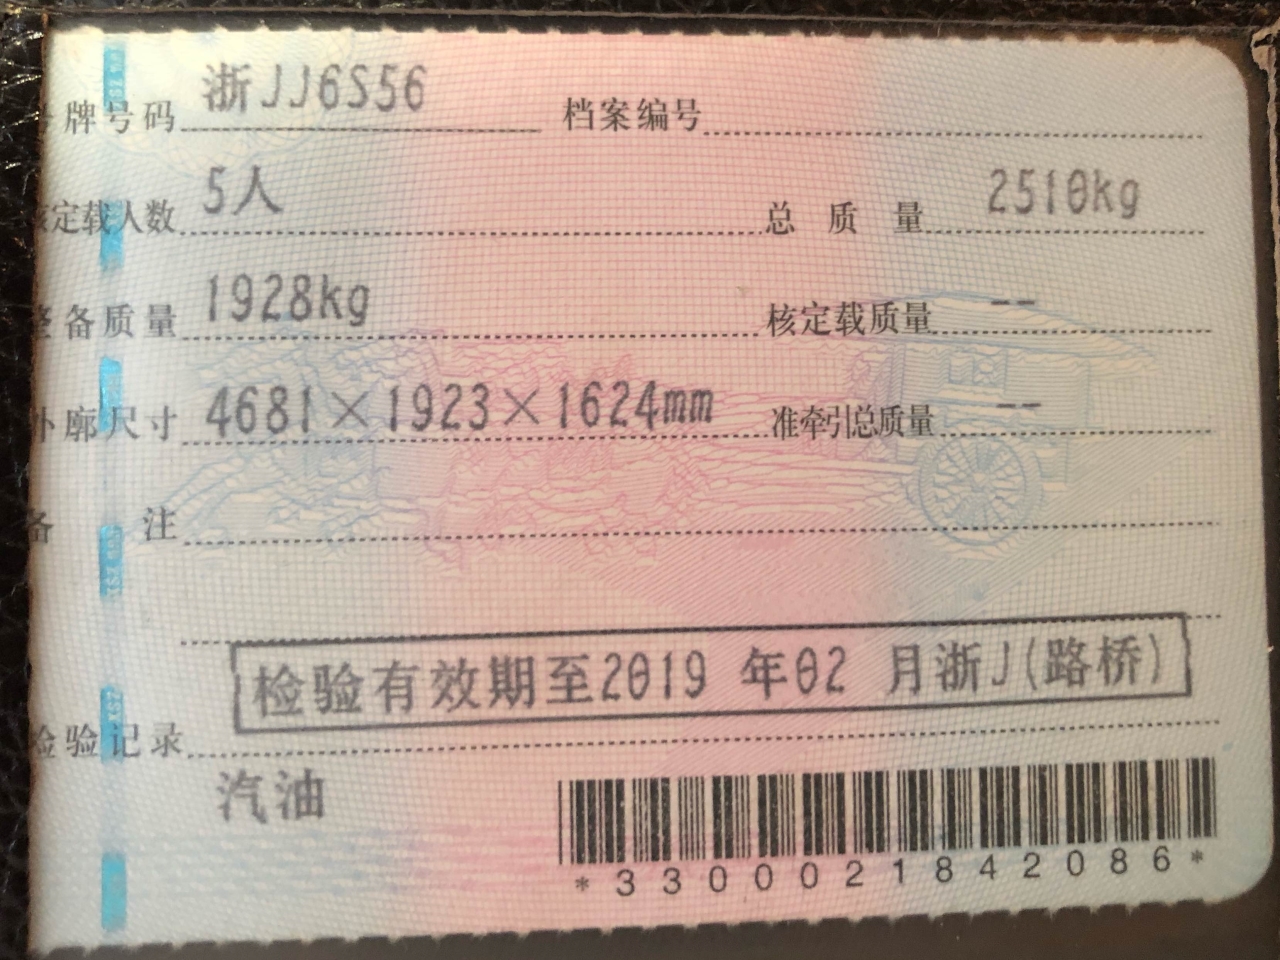 号牌号码 浙JJ6S56 档案编号
核定载人数 5人 总质量 2510kg
整备质量 1928kg 核定载质量 --
外廓尺寸 4681×1923×1624mm 准牵引总质量 --
备注
检验有效期至2019 年02 月浙J(路桥)
检验记录
汽油
*3300021842086*